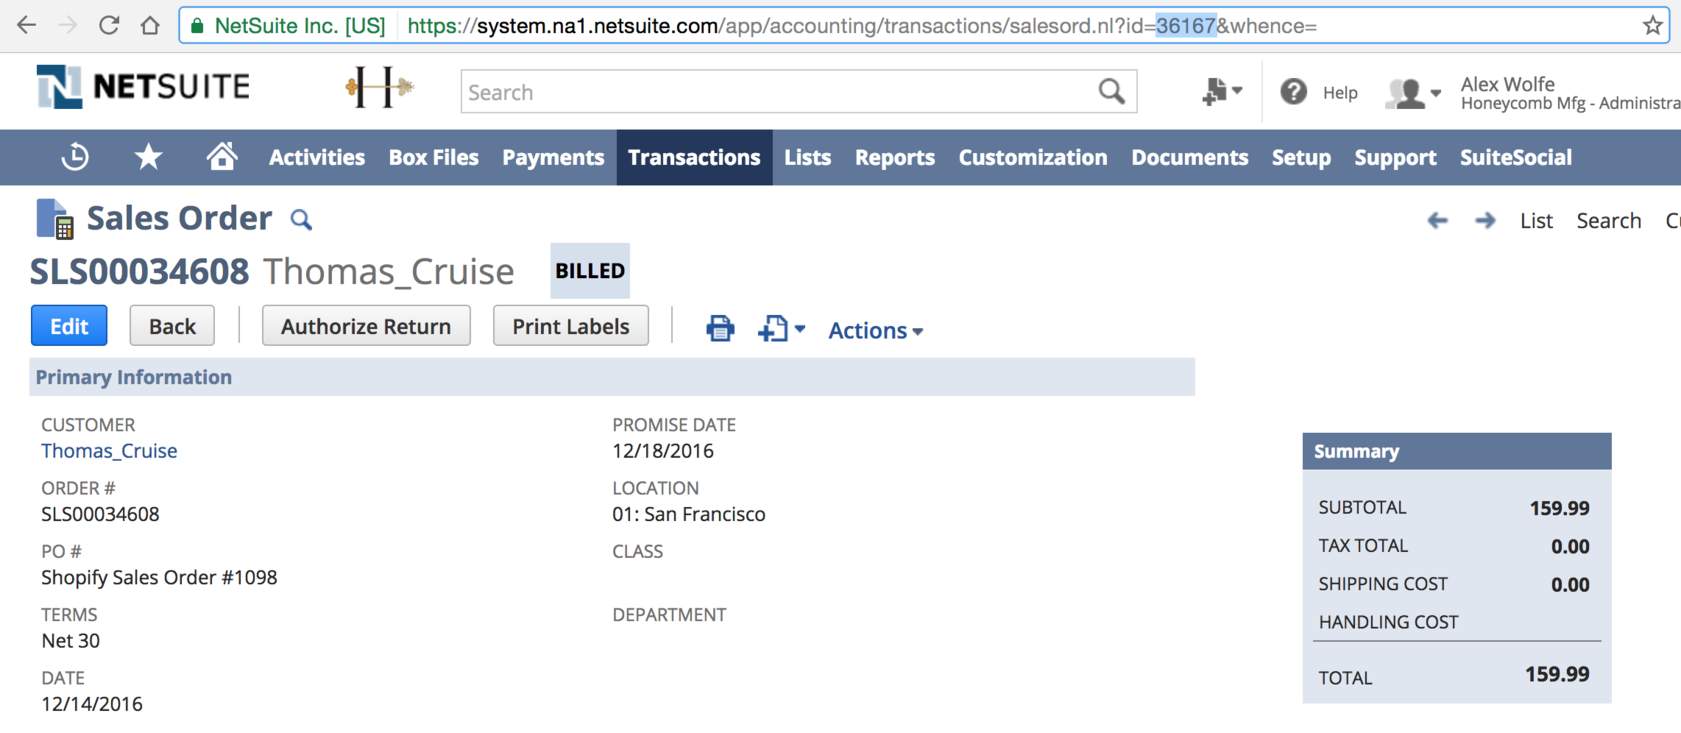 NetSuite Inc. [US] https://system.na1.netsuite.com/app/accounting/transactions/salesord.nl?id=36167&whence=
NETSUITE H Search Help Alex Wolfe
Honeycomb Mfg - Administra
Activities Box Files Payments Transactions Lists Reports Customization Documents Setup Support SuiteSocial
Sales Order List Search
SLS00034608 Thomas_Cruise BILLED
Edit Back Authorize Return Print Labels Actions
Primary Information
CUSTOMER
Thomas_Cruise
ORDER #
SLS00034608
PO #
Shopify Sales Order #1098
TERMS
Net 30
DATE
12/14/2016
PROMISE DATE
12/18/2016
LOCATION
01: San Francisco
CLASS
DEPARTMENT
Summary
SUBTOTAL 159.99
TAX TOTAL 0.00
SHIPPING COST 0.00
HANDLING COST
TOTAL 159.99